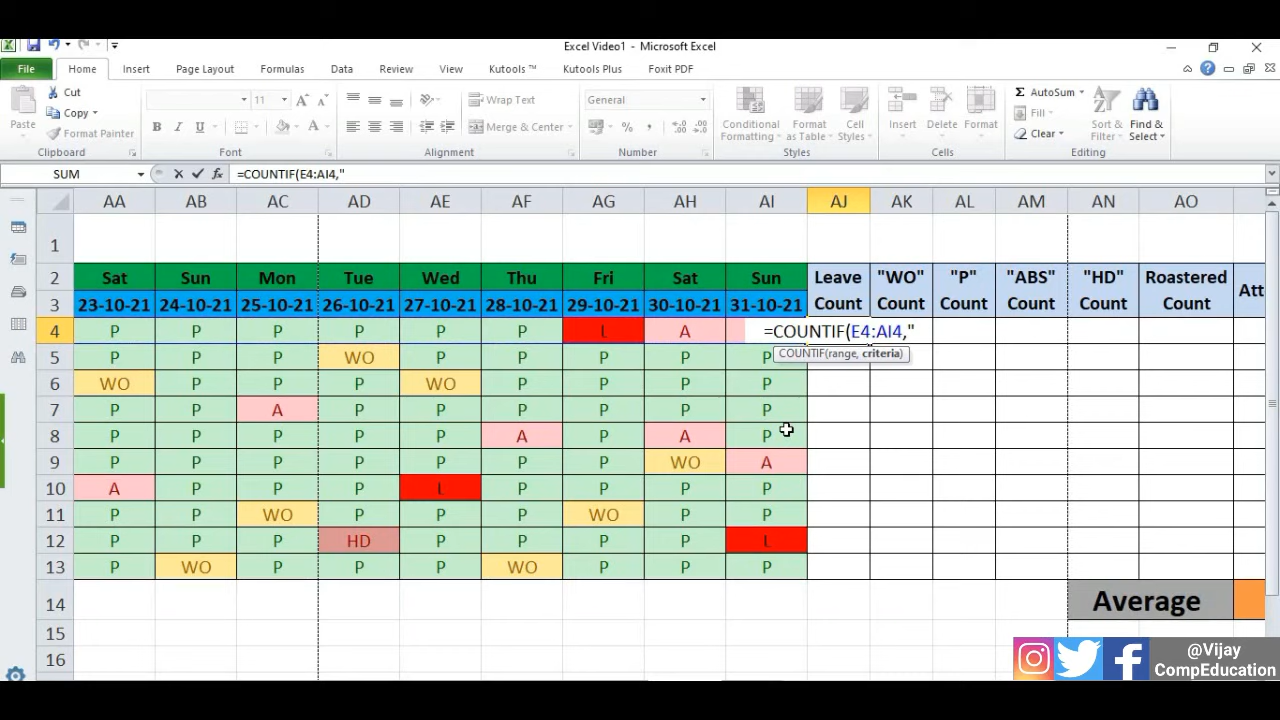 Excel Video1 - Microsoft Excel
File Home Insert Page Layout Formulas Data Review View Kutools ™ Kutools Plus Foxit PDF
Cut
Copy
Format Painter
Paste
Clipboard
11
B I U
Font
Wrap Text
Merge & Center
Alignment
General
%
Number
Conditional Formatting
Format as Table
Cell Styles
Styles
Insert Delete Format
Cells
AutoSum
Fill
Clear
Sort & Filter
Find & Select
Editing
SUM fx =COUNTIF(E4:AI4,"
AA AB AC AD AE AF AG AH AI AJ AK AL AM AN AO
1
2 Sat Sun Mon Tue Wed Thu Fri Sat Sun Leave "WO" "P" "ABS" "HD" Roastered Att
3 23-10-21 24-10-21 25-10-21 26-10-21 27-10-21 28-10-21 29-10-21 30-10-21 31-10-21 Count Count Count Count Count Count
4 P P P P P P L A =COUNTIF(E4:AI4,"
COUNTIF(range, criteria)
5 P P P WO P P P P P
6 WO P P P WO P P P P
7 P P A P P P P P P
8 P P P P P A P A P
9 P P P P P P P WO A
10 A P P P L P P P P
11 P P WO P P P WO P P
12 P P P HD P P P P L
13 P WO P P P WO P P P
14 Average
15
16
@Vijay
CompEducation